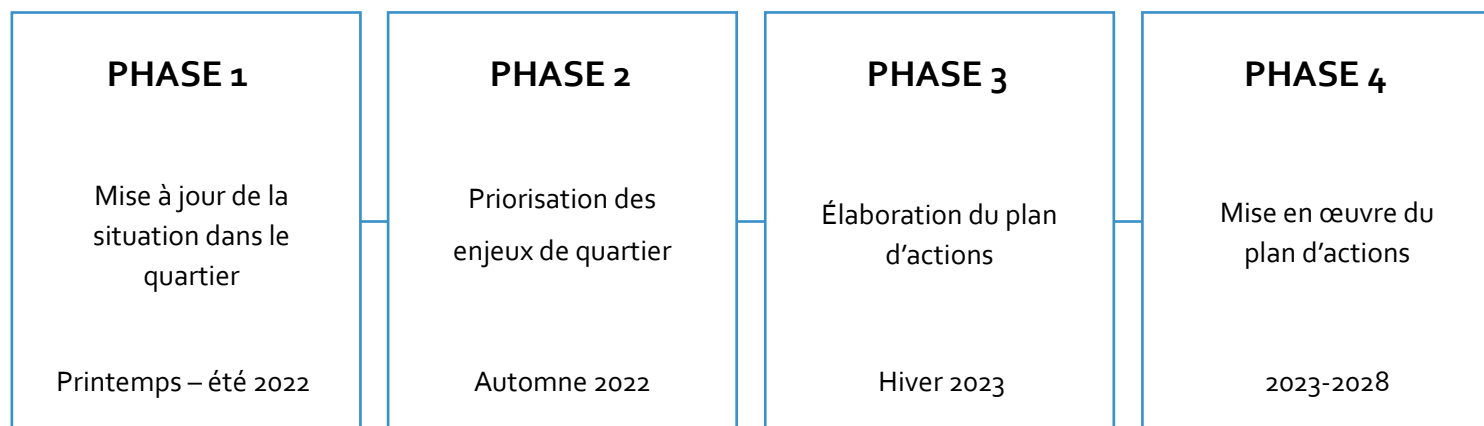 PHASE 1
Mise à jour de la
situation dans le
quartier
Printemps – été 2022
PHASE 2
Priorisation des
enjeux de quartier
Automne 2022
PHASE 3
Élaboration du plan
d’actions
Hiver 2023
PHASE 4
Mise en œuvre du
plan d’actions
2023-2028